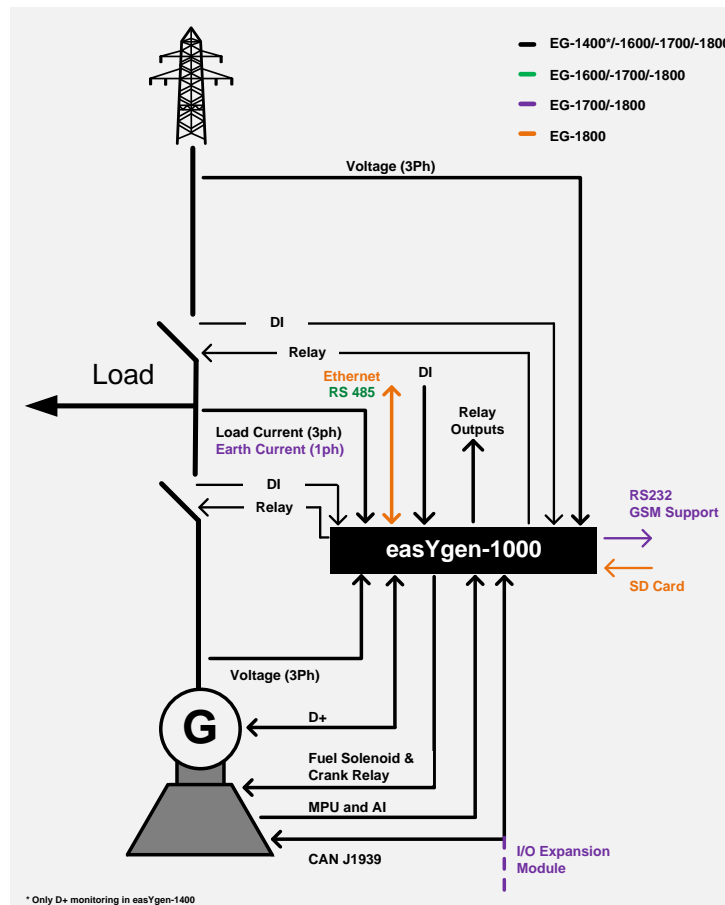 EG-1400*/-1600/-1700/-1800
EG-1600/-1700/-1800
EG-1700/-1800
EG-1800
Voltage (3Ph)
DI
Relay
Ethernet
RS 485
DI
Load
Relay
Outputs
Load Current (3ph)
Earth Current (1ph)
DI
Relay
RS232
GSM Support
easYgen-1000
SD Card
Voltage (3Ph)
G
D+
Fuel Solenoid &
Crank Relay
MPU and AI
CAN J1939
I/O Expansion
Module
* Only D+ monitoring in easYgen-1400